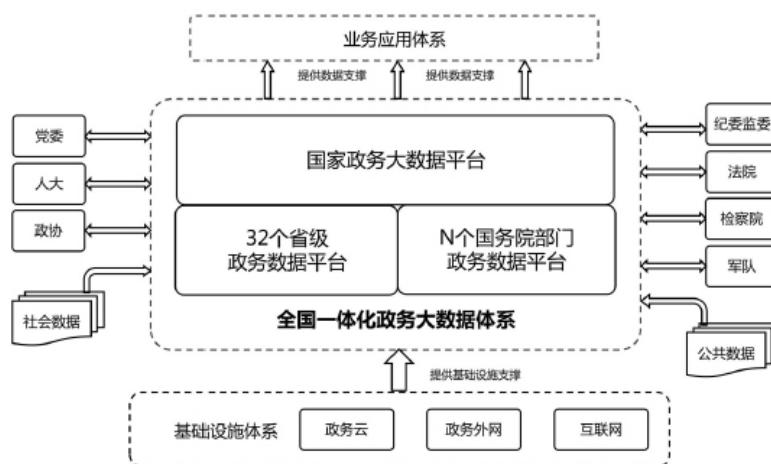 业务应用体系
提供数据支撑
提供数据支撑
党委
人大
政协
社会数据
国家政务大数据平台
32个省级
政务数据平台
N个国务院部门
政务数据平台
全国一体化政务大数据体系
纪委监委
法院
检察院
军队
公共数据
提供基础设施支撑
基础设施体系
政务云
政务外网
互联网